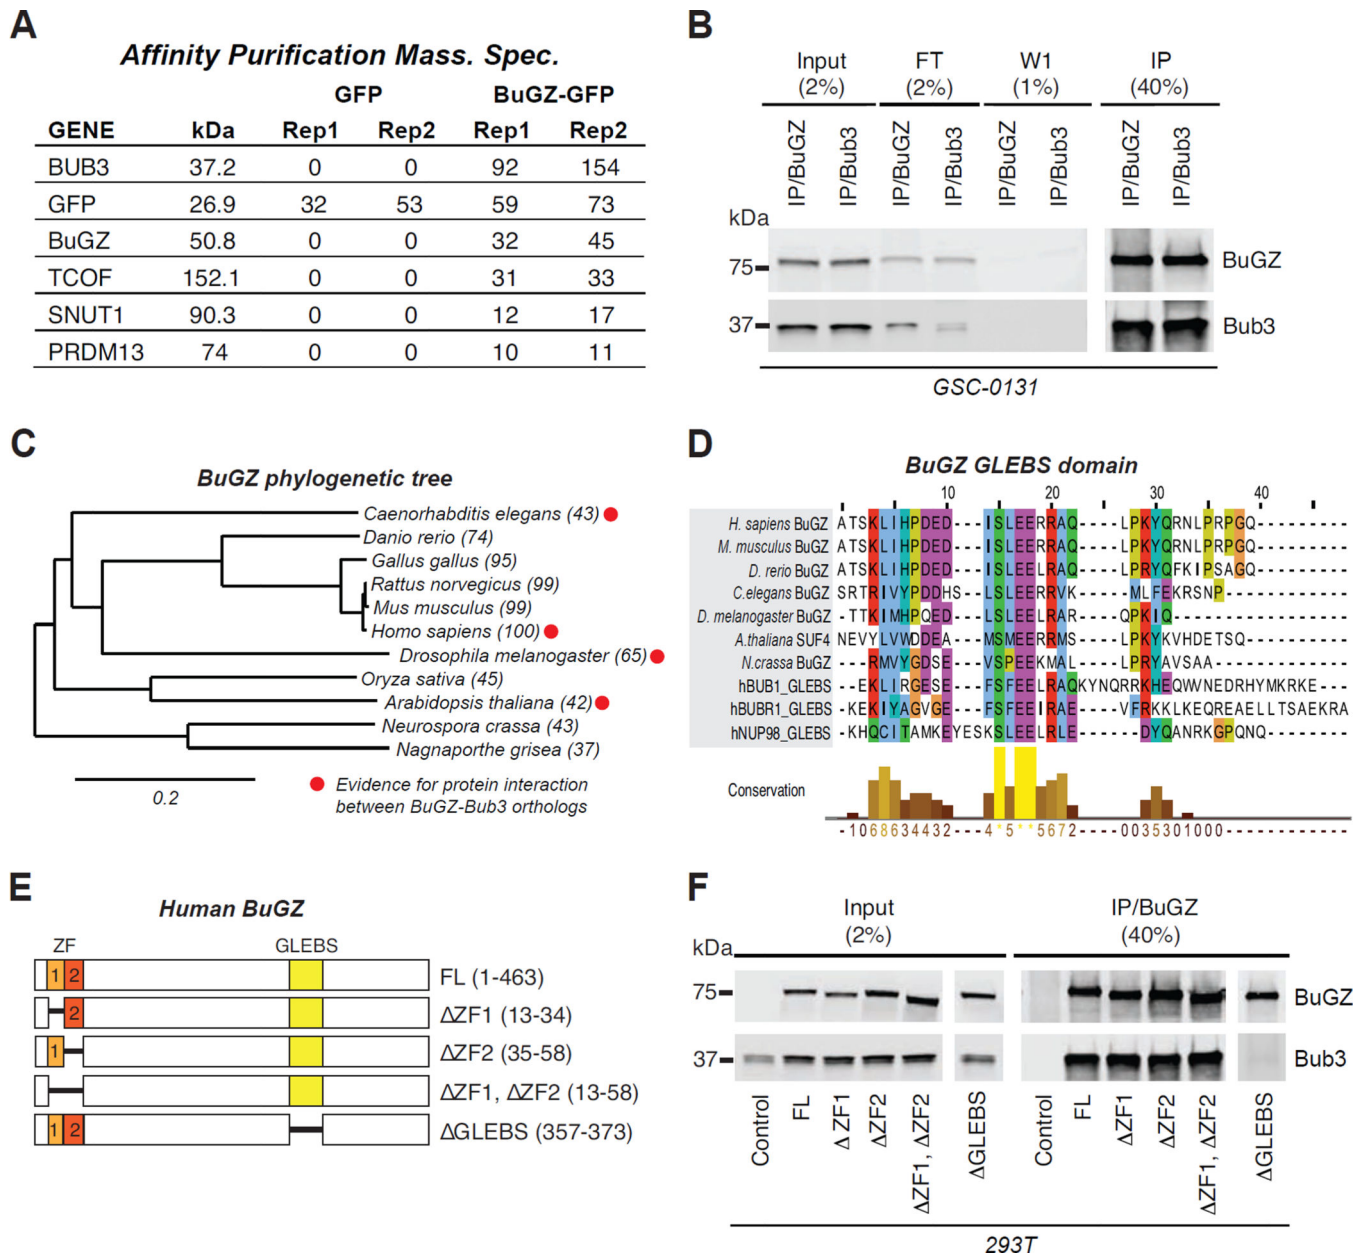 A
Affinity Purification Mass. Spec.
GFP BuGZ-GFP
GENE kDa Rep1 Rep2 Rep1 Rep2
BUB3 37.2 0 0 92 154
GFP 26.9 32 53 59 73
BuGZ 50.8 0 0 32 45
TCOF 152.1 0 0 31 33
SNUT1 90.3 0 0 12 17
PRDM13 74 0 0 10 11
B
Input FT W1 IP
(2%) (2%) (1%) (40%)
IP/BuGZ IP/Bub3 IP/BuGZ IP/Bub3 IP/BuGZ IP/Bub3 IP/BuGZ IP/Bub3
kDa
75 BuGZ
37 Bub3
GSC-0131
C
BuGZ phylogenetic tree
Caenorhabditis elegans (43)
Danio rerio (74)
Gallus gallus (95)
Rattus norvegicus (99)
Mus musculus (99)
Homo sapiens (100)
Drosophila melanogaster (65)
Oryza sativa (45)
Arabidopsis thaliana (42)
Neurospora crassa (43)
Nagnaporthe grisea (37)
0.2
Evidence for protein interaction
between BuGZ-Bub3 orthologs
D
BuGZ GLEBS domain
10 20 30 40
H. sapiens BuGZ ATSKLIHPDED---ISLEERRAQ----LPKYQRNLPRPGQ---------
M. musculus BuGZ ATSKLIHPDED---ISLEERRAQ----LPKYQRNLPRPGQ---------
D. rerio BuGZ ATSKLIHPDED---ISLEELRAQ----LPRYQFKIPSAGQ---------
C.elegans BuGZ SRTRIVYPDDHS--LSLEERRVK-----MLFEKRSNP------------
D. melanogaster BuGZ -TTKIMHPQED---LSLEERRAQ----QPKIQ-----------------
A.thaliana SUF4 NEVYLVWDDEA---MSMEERRMS----LPKYKVHDETSQ----------
N.crassa BuGZ ---RMVYGDSE---VSPEEKMAL----LPRYAVSAA-------------
hBUB1_GLEBS --EKLIRGESE---FSFEELRAQKYNQRRKHEQWVNEDRHYMKRKE---
hBUBR1_GLEBS -KEKIYAGVGE---FSFEEIRAE----VFRKKLKEQREAELLTSAEKRA
hNUP98_GLEBS -KHQCITAMKEYESKSLEELRLE-----DYQANRKGPQNQ---------
Conservation
-1068634432---4*5**5672----0035301000-------------
E
Human BuGZ
ZF GLEBS
1 2 FL (1-463)
2 ΔZF1 (13-34)
1 ΔZF2 (35-58)
ΔZF1, ΔZF2 (13-58)
1 2 ΔGLEBS (357-373)
F
Input IP/BuGZ
(2%) (40%)
kDa
75 BuGZ
37 Bub3
Control FL Δ ZF1 ΔZF2 ΔZF1, ΔZF2 ΔGLEBS Control FL ΔZF1 ΔZF2 ΔZF1, ΔZF2 ΔGLEBS
293T